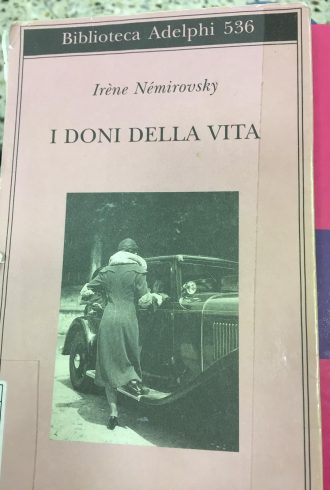 Biblioteca Adelphi 536
Irène Némirovsky
I DONI DELLA VITA